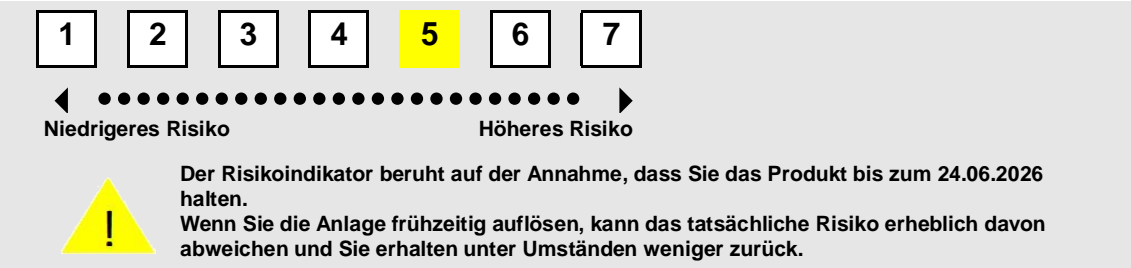 1 2 3 4 5 6 7
Niedrigeres Risiko Höheres Risiko
Der Risikoindikator beruht auf der Annahme, dass Sie das Produkt bis zum 24.06.2026
halten.
Wenn Sie die Anlage frühzeitig auflösen, kann das tatsächliche Risiko erheblich davon
abweichen und Sie erhalten unter Umständen weniger zurück.
!